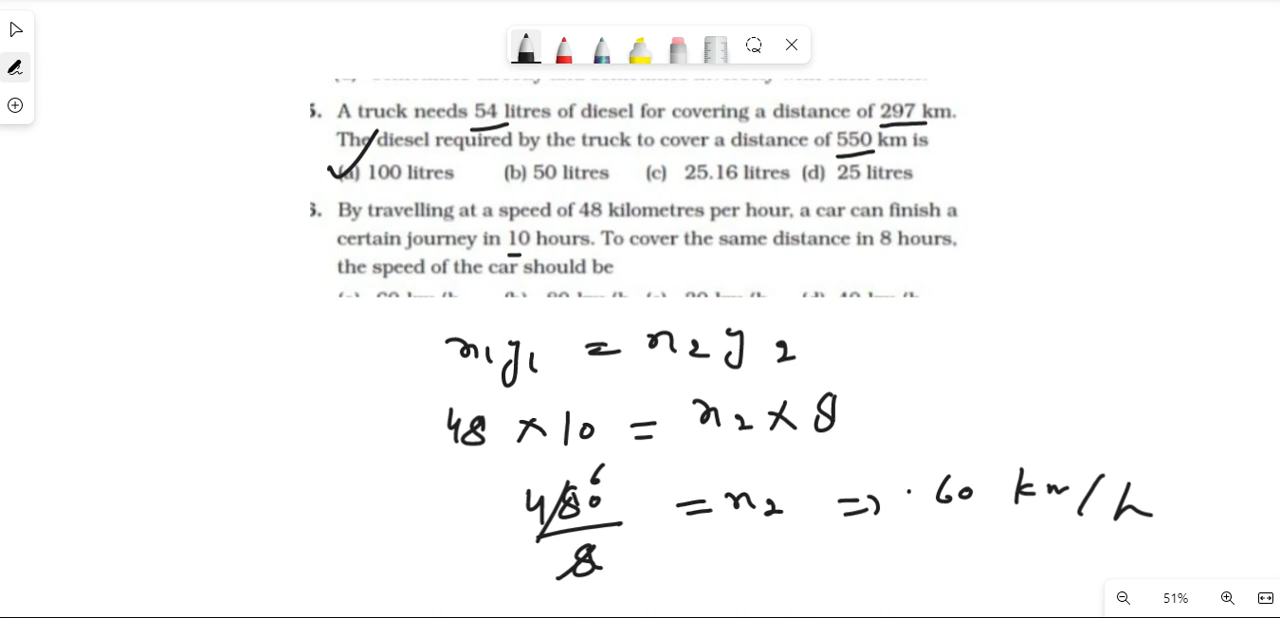 5. A truck needs 54 litres of diesel for covering a distance of 297 km.
The diesel required by the truck to cover a distance of 550 km is
(a) 100 litres (b) 50 litres (c) 25.16 litres (d) 25 litres
6. By travelling at a speed of 48 kilometres per hour, a car can finish a
certain journey in 10 hours. To cover the same distance in 8 hours,
the speed of the car should be
x₁y₁ = x₂y₂
48 × 10 = x₂ × 8
480/8 = x₂ => 60 km/h
51%